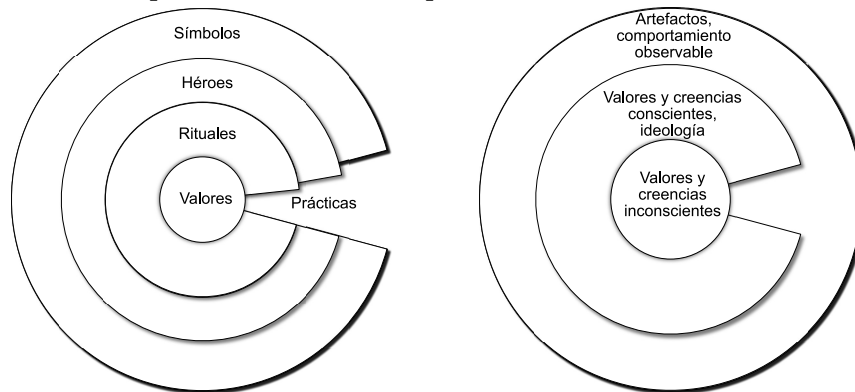 Símbolos
Héroes
Rituales
Valores
Prácticas
Artefactos,
comportamiento
observable
Valores y creencias
conscientes,
ideología
Valores y
creencias
inconscientes